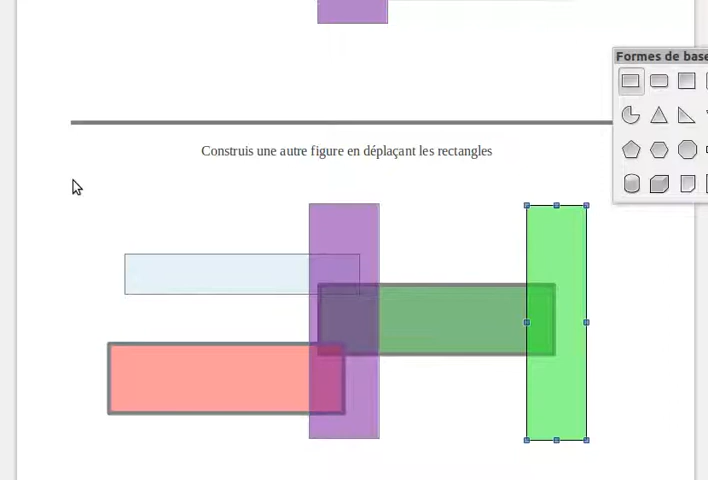 Formes de base
Construis une autre figure en déplaçant les rectangles